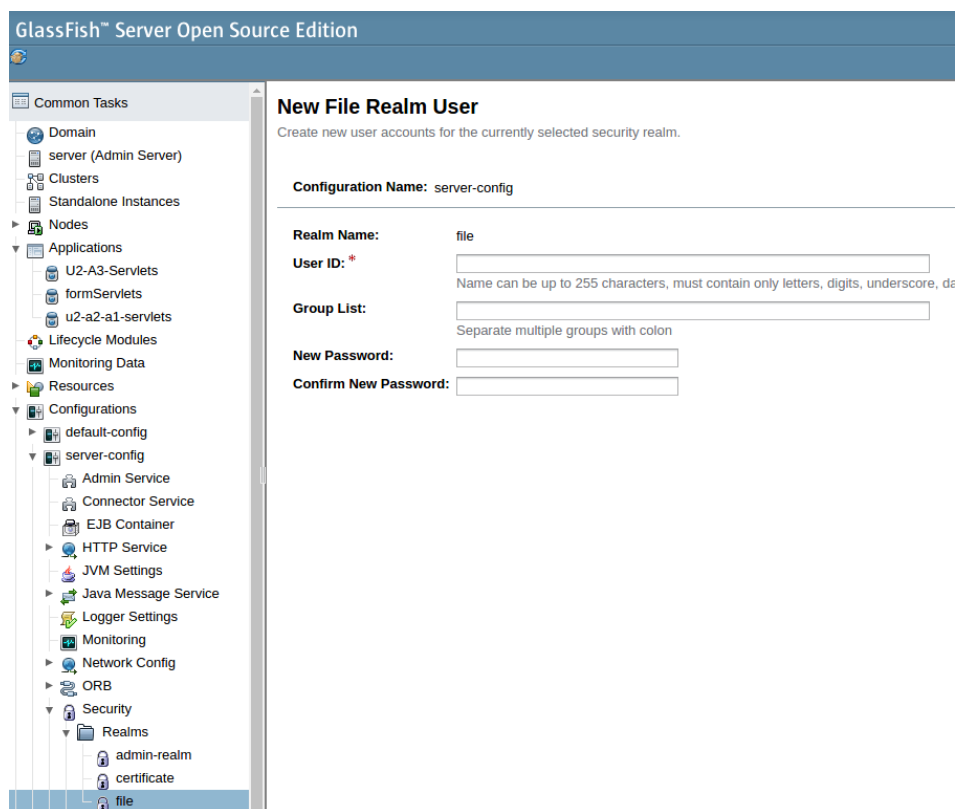 GlassFish™ Server Open Source Edition
Common Tasks
Domain
server (Admin Server)
Clusters
Standalone Instances
Nodes
Applications
U2-A3-Servlets
formServlets
u2-a2-a1-servlets
Lifecycle Modules
Monitoring Data
Resources
Configurations
default-config
server-config
Admin Service
Connector Service
EJB Container
HTTP Service
JVM Settings
Java Message Service
Logger Settings
Monitoring
Network Config
ORB
Security
Realms
admin-realm
certificate
file
New File Realm User
Create new user accounts for the currently selected security realm.
Configuration Name: server-config
Realm Name: file
User ID: *
Name can be up to 255 characters, must contain only letters, digits, underscore, da
Group List:
Separate multiple groups with colon
New Password:
Confirm New Password: